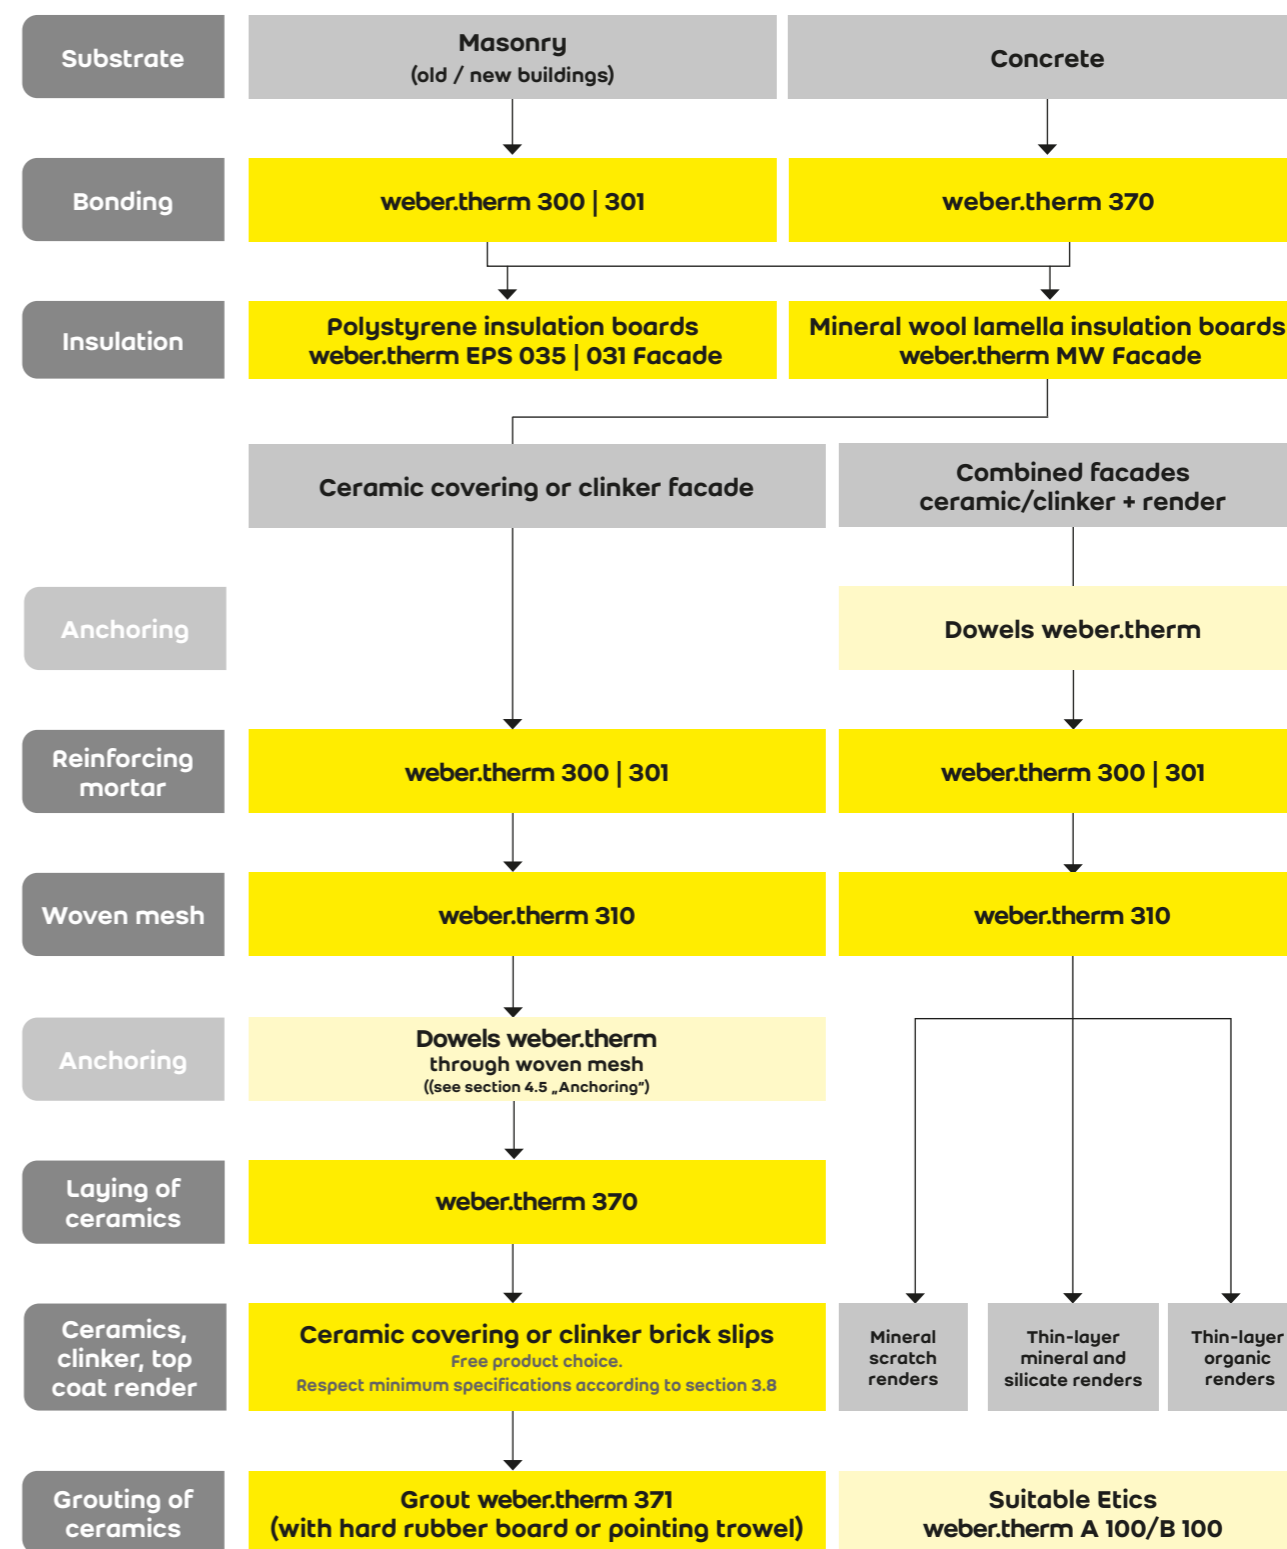 Substrate
Masonry
(old / new buildings)
Concrete
Bonding
weber.therm 300 | 301
weber.therm 370
Insulation
Polystyrene insulation boards
weber.therm EPS 035 | 031 Facade
Mineral wool lamella insulation boards
weber.therm MW Facade
Ceramic covering or clinker facade
Combined facades
ceramic/clinker + render
Anchoring
Dowels weber.therm
Reinforcing
mortar
weber.therm 300 | 301
weber.therm 300 | 301
Woven mesh
weber.therm 310
weber.therm 310
Anchoring
Dowels weber.therm
through woven mesh
((see section 4.5 „Anchoring”)
Laying of
ceramics
weber.therm 370
Ceramics,
clinker, top
coat render
Ceramic covering or clinker brick slips
Free product choice.
Respect minimum specifications according to section 3.8
Mineral
scratch
renders
Thin-layer
mineral and
silicate renders
Thin-layer
organic
renders
Grouting of
ceramics
Grout weber.therm 371
(with hard rubber board or pointing trowel)
Suitable Etics
weber.therm A 100/B 100